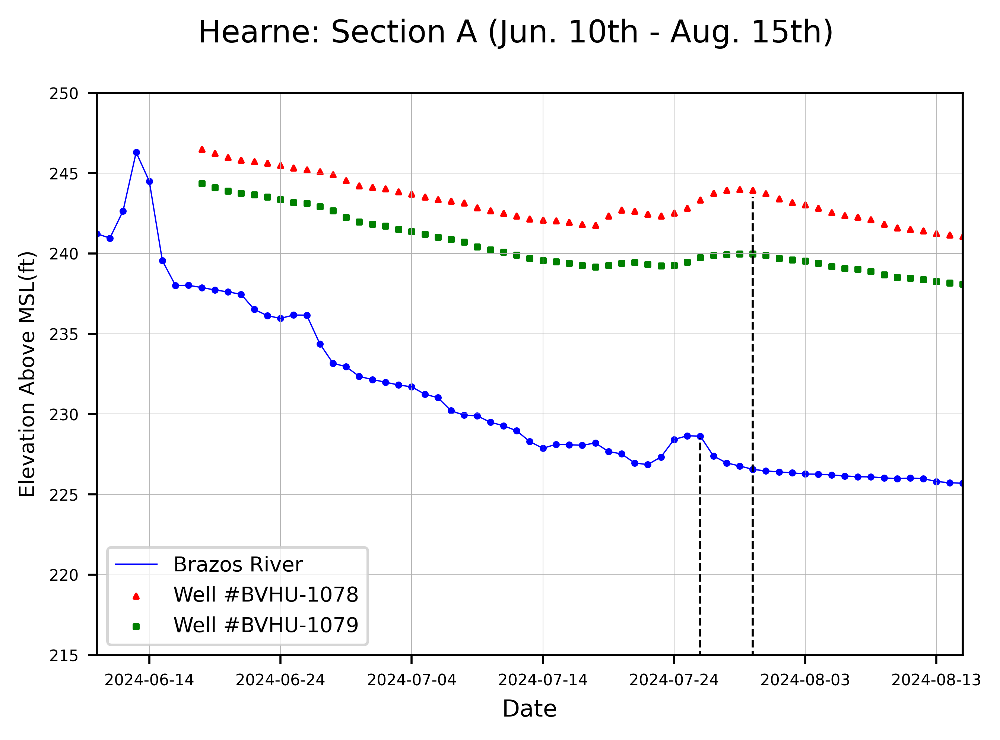 Hearne: Section A (Jun. 10th - Aug. 15th)
Elevation Above MSL(ft)
250
245
240
235
230
225
220
215
Brazos River
Well #BVHU-1078
Well #BVHU-1079
2024-06-14 2024-06-24 2024-07-04 2024-07-14 2024-07-24 2024-08-03 2024-08-13
Date